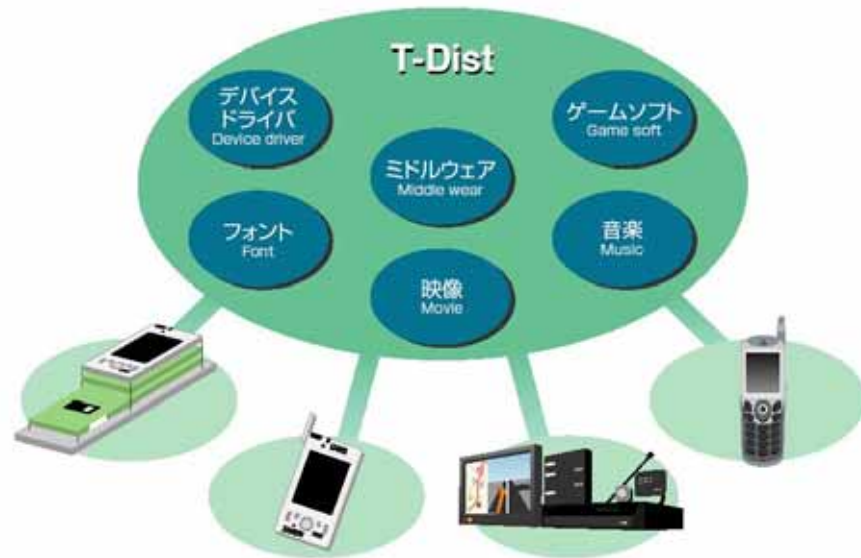 T-Dist
デバイス
ドライバ
Device driver
ゲームソフト
Game soft
ミドルウェア
Middle wear
フォント
Font
音楽
Music
映像
Movie